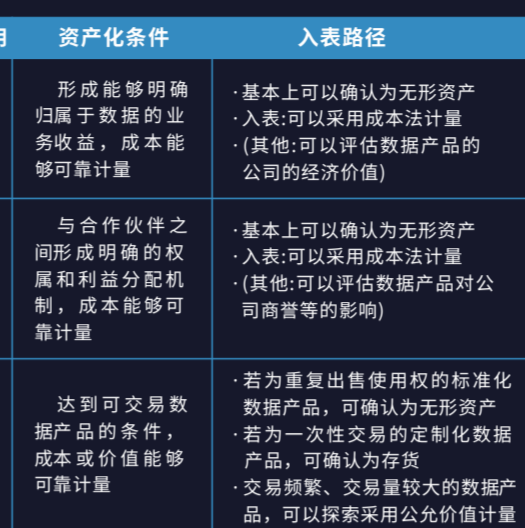 用 资产化条件 入表路径
形成能够明确
归属于数据的业
务收益，成本能
够可靠计量
·基本上可以确认为无形资产
·入表:可以采用成本法计量
·(其他:可以评估数据产品的
公司的经济价值)
与合作伙伴之
间形成明确的权
属和利益分配机
制，成本能够可
靠计量
·基本上可以确认为无形资产
·入表:可以采用成本法计量
·(其他:可以评估数据产品对公
司商誉等的影响)
达到可交易数
据产品的条件，
成本或价值能够
可靠计量
·若为重复出售使用权的标准化
数据产品，可确认为无形资产
·若为一次性交易的定制化数据
产品，可确认为存货
·交易频繁、交易量较大的数据产
品，可以探索采用公允价值计量